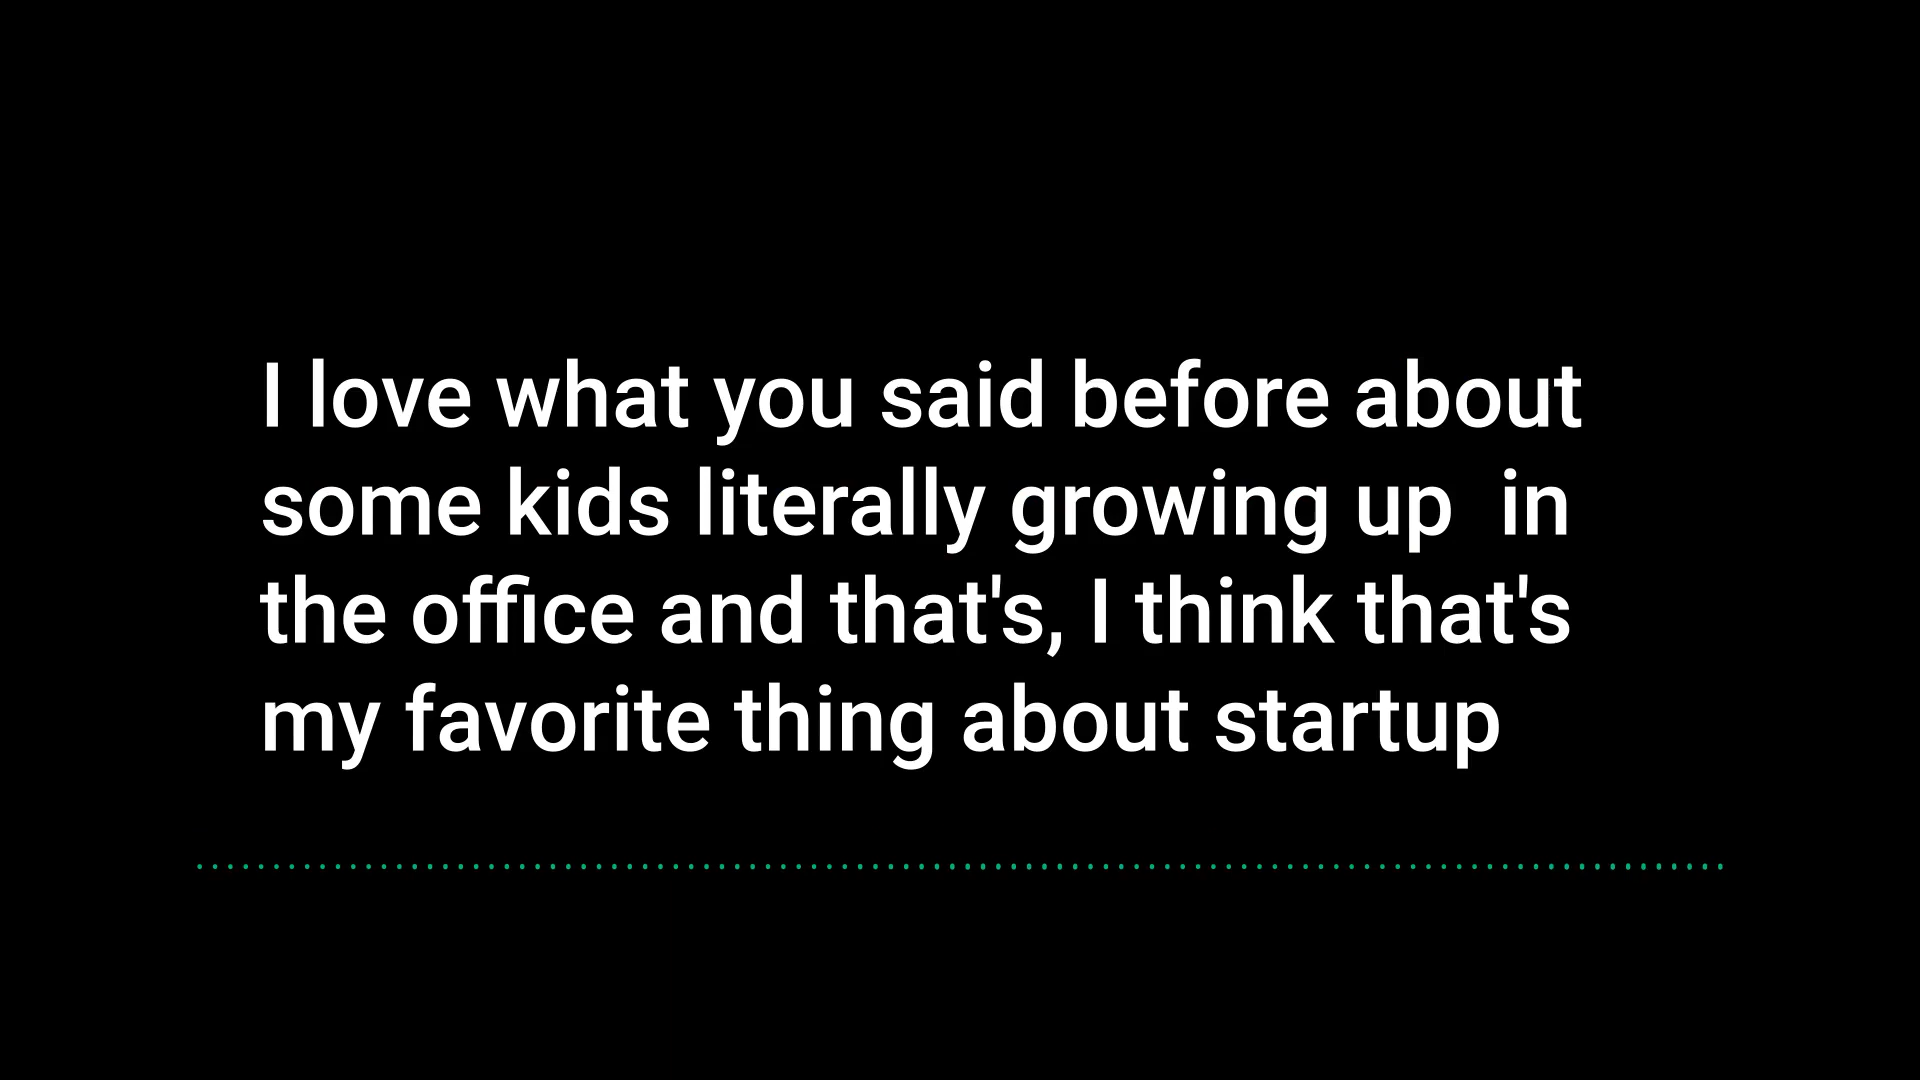 I love what you said before about
some kids literally growing up  in
the office and that's, I think that's
my favorite thing about startup